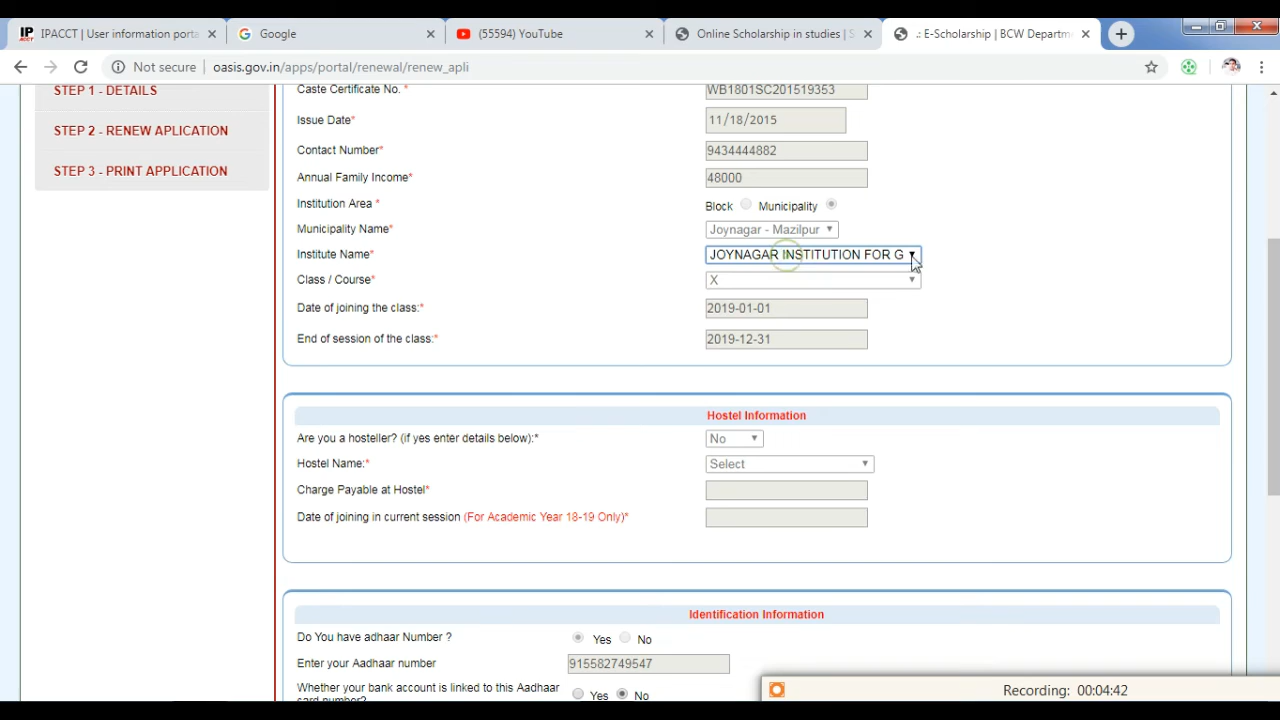 IPACCT | User information porta
Google
(55594)
Online Scholarship for studies | S
.: E-Scholarship | BCW Departme
Not secure oasis.gov.in/apps/portal/renewal/renew_apli
STEP 1 - DETAILS
STEP 2 - RENEW APLICATION
STEP 3 - PRINT APPLICATION
Caste Certificate No. * WB1801SC201519353
Issue Date* 11/18/2015
Contact Number* 9434444882
Annual Family Income* 48000
Institution Area * Block Municipality
Municipality Name* Joynagar - Mazilpur
Institute Name* JOYNAGAR INSTITUTION FOR G
Class / Course* X
Date of joining the class:* 2019-01-01
End of session of the class:* 2019-12-31
Hostel Information
Are you a hosteller? (if yes enter details below):* No
Hostel Name:* Select
Charge Payable at Hostel*
Date of joining in current session (For Academic Year 18-19 Only)*
Identification Information
Do You have adhaar Number ? Yes No
Enter your Aadhaar number 915582749547
Whether your bank account is linked to this Aadhaar Yes No
card number?
Recording: 00:04:42